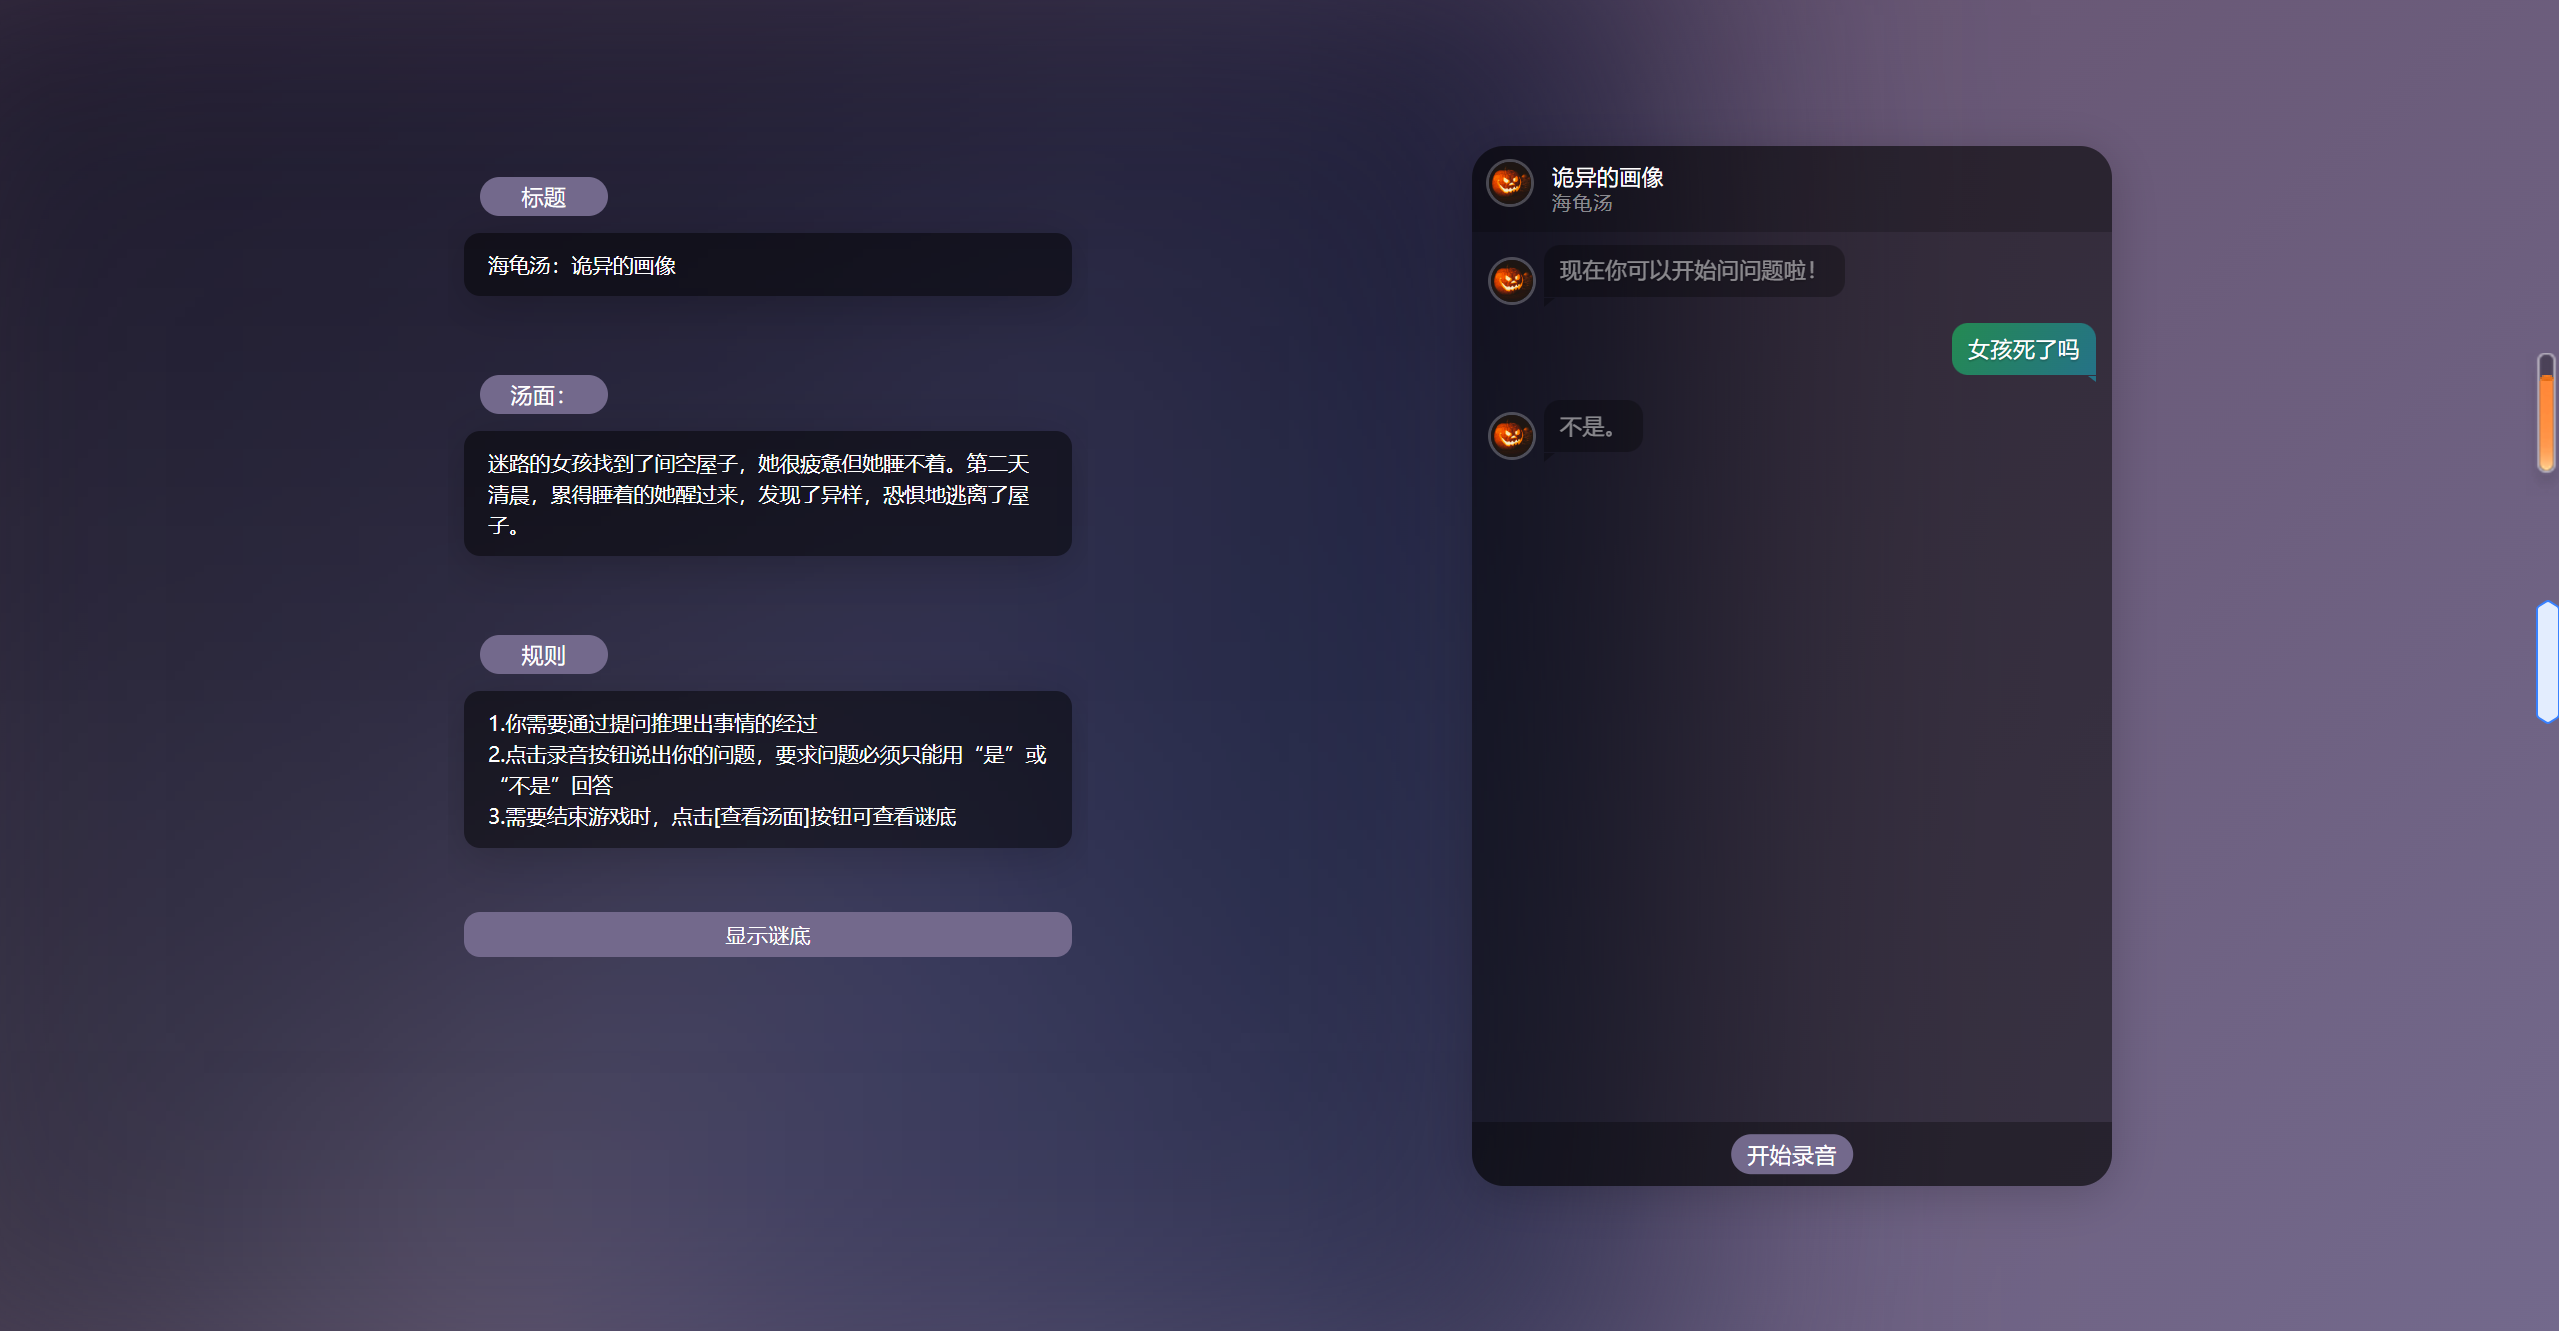 标题
海龟汤：诡异的画像
汤面：
迷路的女孩找到了间空屋子，她很疲惫但她睡不着。第二天
清晨，累得睡着的她醒过来，发现了异样，恐惧地逃离了屋
子。
规则
1.你需要通过提问推理出事情的经过
2.点击录音按钮说出你的问题，要求问题必须只能用“是”或
“不是”回答
3.需要结束游戏时，点击[查看汤面]按钮可查看谜底
显示谜底
诡异的画像
海龟汤
现在你可以开始问问题啦！
女孩死了吗
不是。
开始录音